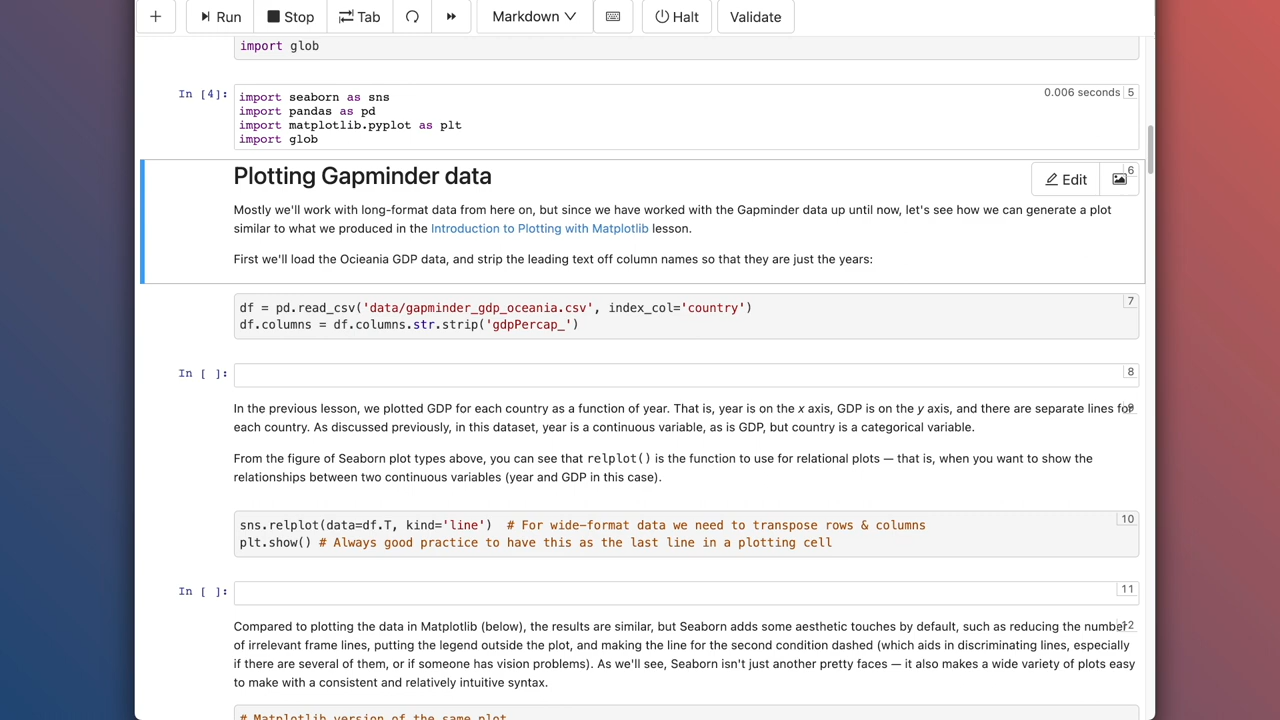 + Run Stop Tab Markdown Halt Validate
import glob
In [4]: import seaborn as sns 0.006 seconds 5
import pandas as pd
import matplotlib.pyplot as plt
import glob
Plotting Gapminder data Edit 6
Mostly we'll work with long-format data from here on, but since we have worked with the Gapminder data up until now, let's see how we can generate a plot
similar to what we produced in the Introduction to Plotting with Matplotlib lesson.
First we'll load the Ocieania GDP data, and strip the leading text off column names so that they are just the years:
df = pd.read_csv('data/gapminder_gdp_oceania.csv', index_col='country') 7
df.columns = df.columns.str.strip('gdpPercap_')
In [ ]: 8
In the previous lesson, we plotted GDP for each country as a function of year. That is, year is on the x axis, GDP is on the y axis, and there are separate lines for 9
each country. As discussed previously, in this dataset, year is a continuous variable, as is GDP, but country is a categorical variable.
From the figure of Seaborn plot types above, you can see that relplot() is the function to use for relational plots — that is, when you want to show the
relationships between two continuous variables (year and GDP in this case).
sns.relplot(data=df.T, kind='line') # For wide-format data we need to transpose rows & columns 10
plt.show() # Always good practice to have this as the last line in a plotting cell
In [ ]: 11
Compared to plotting the data in Matplotlib (below), the results are similar, but Seaborn adds some aesthetic touches by default, such as reducing the number 12
of irrelevant frame lines, putting the legend outside the plot, and making the line for the second condition dashed (which aids in discriminating lines, especially
if there are several of them, or if someone has vision problems). As we'll see, Seaborn isn't just another pretty faces — it also makes a wide variety of plots easy
to make with a consistent and relatively intuitive syntax.
# Matplotlib version of the same plot